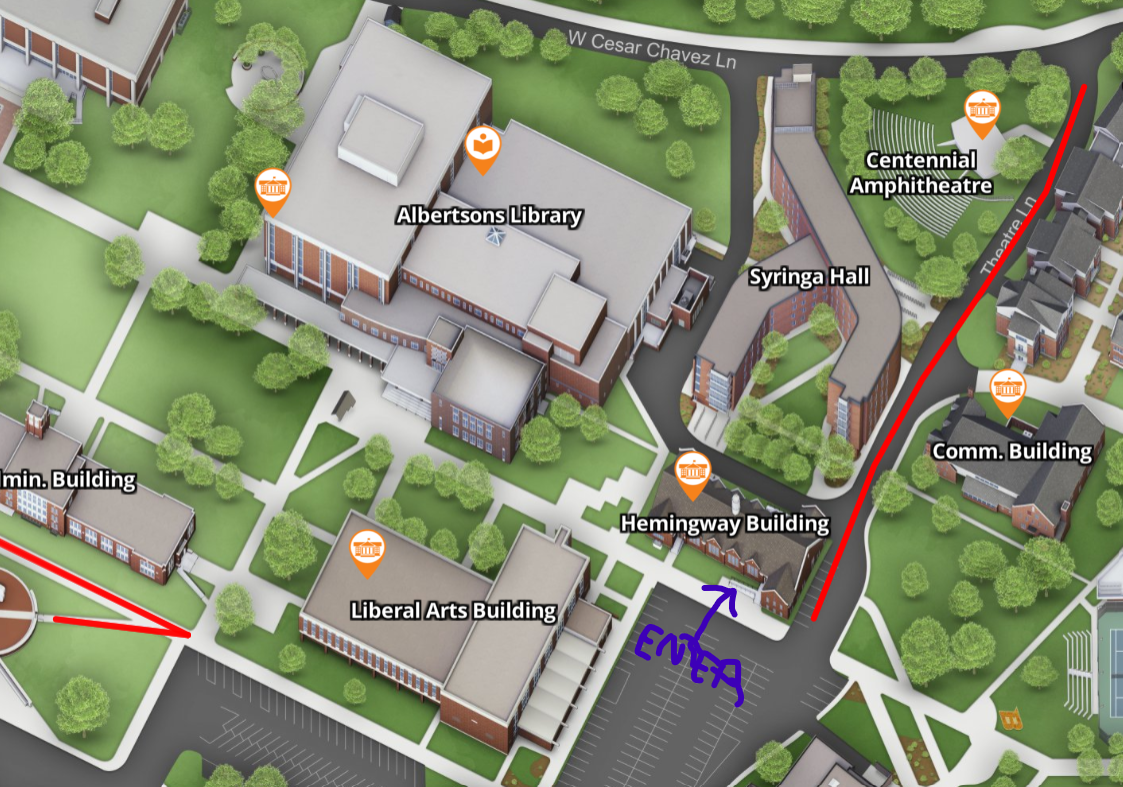 W Cesar Chavez Ln
Centennial
Amphitheatre
Albertsons Library
Theatre Ln
Syringa Hall
Comm. Building
dmin. Building
Hemingway Building
Liberal Arts Building
ENTER